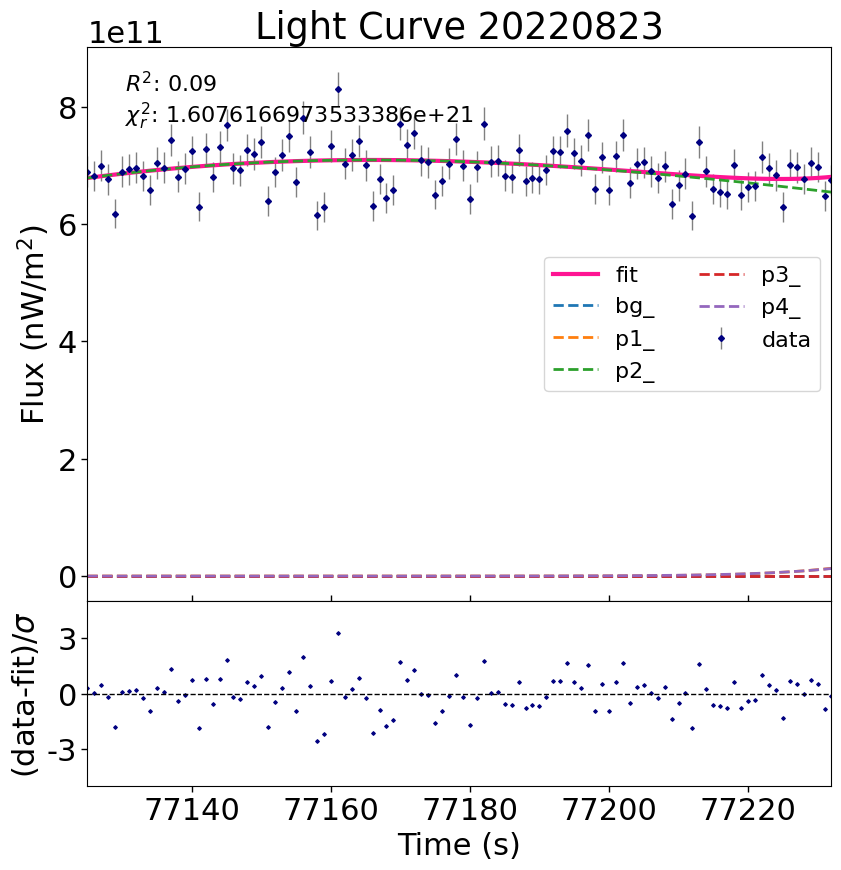 Light Curve 20220823
1e11
R²: 0.09
χ²ᵣ: 1.6076166973533386e+21
8
6
4
2
0
Flux (nW/m²)
fit
bg_
p1_
p2_
p3_
p4_
data
3
0
-3
(data-fit)/σ
77140 77160 77180 77200 77220
Time (s)